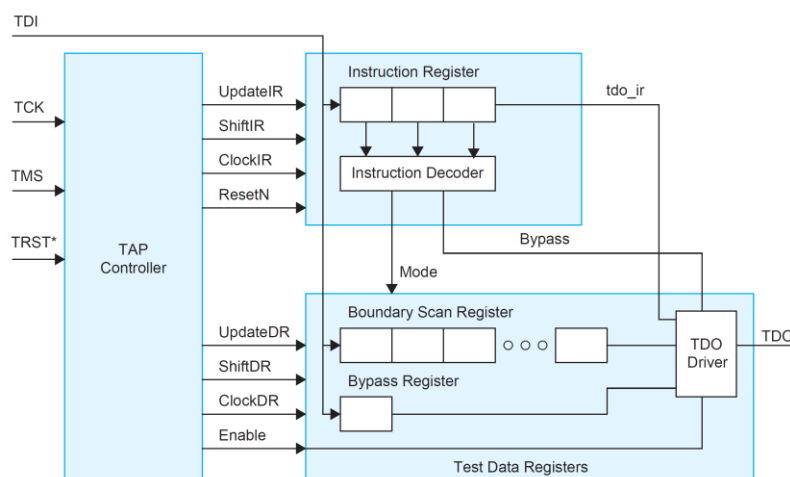 TDI
Instruction Register
UpdateIR
tdo_ir
TCK
ShiftIR
ClockIR
Instruction Decoder
TMS
ResetN
TAP
Controller
Bypass
TRST*
Mode
Boundary Scan Register
UpdateDR
TDO
Driver
TDO
ShiftDR
Bypass Register
ClockDR
Enable
Test Data Registers